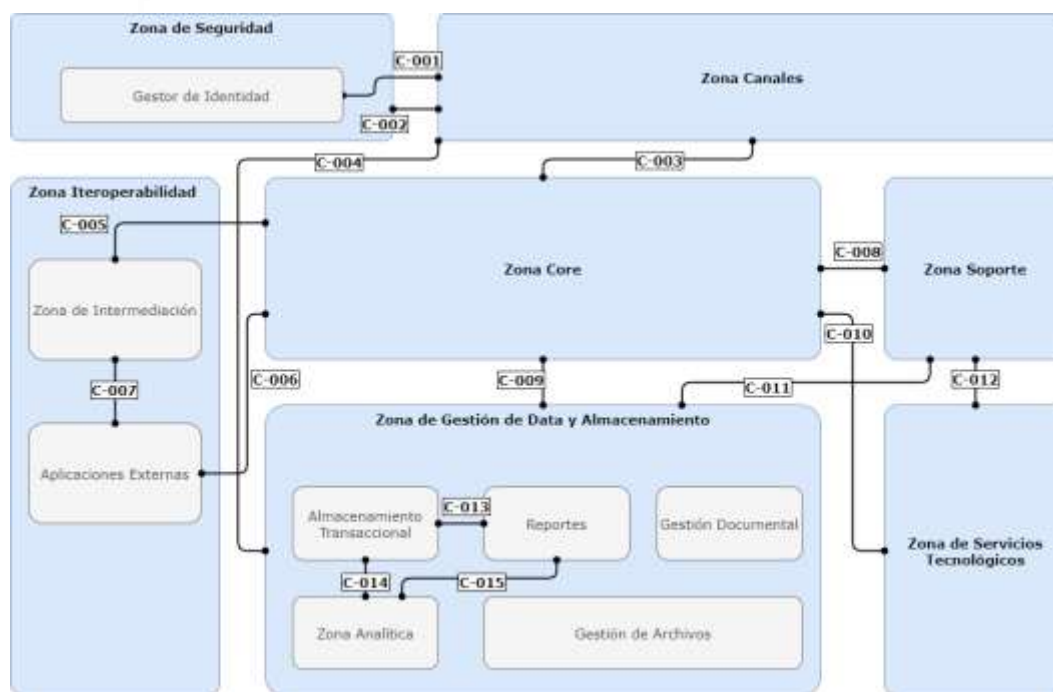 Zona de Seguridad
Gestor de Identidad
C-001
C-002
Zona Canales
C-004
C-003
Zona Iteroperabilidad
C-005
Zona de Intermediación
C-007
Aplicaciones Externas
C-006
Zona Core
C-008
Zona Soporte
C-010
C-009
C-011
C-012
Zona de Gestión de Data y Almacenamiento
Almacenamiento
Transaccional
C-013
Reportes
Gestión Documental
C-014
C-015
Zona Analítica
Gestión de Archivos
Zona de Servicios
Tecnológicos